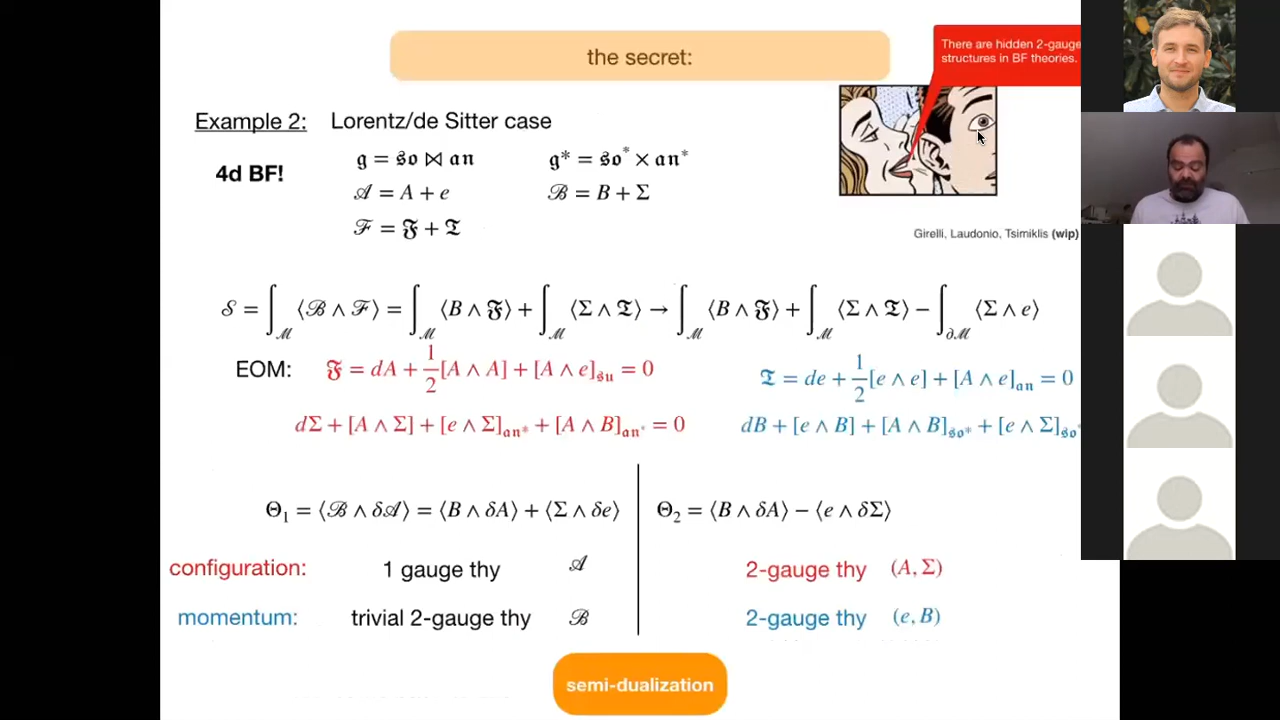 the secret:
There are hidden 2-gauge
structures in BF theories.
Example 2: Lorentz/de Sitter case
4d BF!
𝔤 = 𝔰𝔬 ⋈ 𝔞𝔫 𝔤* = 𝔰𝔬* × 𝔞𝔫*
𝒜 = A + e ℬ = B + Σ
ℱ = 𝔉 + 𝔗
Girelli, Laudonio, Tsimiklis (wip)
𝒮 = ∫_ℳ ⟨ℬ ∧ ℱ⟩ = ∫_ℳ ⟨B ∧ 𝔉⟩ + ∫_ℳ ⟨Σ ∧ 𝔗⟩ → ∫_ℳ ⟨B ∧ 𝔉⟩ + ∫_ℳ ⟨Σ ∧ 𝔗⟩ − ∫_∂ℳ ⟨Σ ∧ e⟩
EOM: 𝔉 = dA + 1/2 [A ∧ A] + [A ∧ e]_𝔰𝔲 = 0 𝔗 = de + 1/2 [e ∧ e] + [A ∧ e]_𝔞𝔫 = 0
dΣ + [A ∧ Σ] + [e ∧ Σ]_𝔞𝔫* + [A ∧ B]_𝔞𝔫* = 0 dB + [e ∧ B] + [A ∧ B]_𝔰𝔬* + [e ∧ Σ]_𝔰𝔬*
Θ₁ = ⟨ℬ ∧ δ𝒜⟩ = ⟨B ∧ δA⟩ + ⟨Σ ∧ δe⟩ Θ₂ = ⟨B ∧ δA⟩ − ⟨e ∧ δΣ⟩
configuration: 1 gauge thy 𝒜 2-gauge thy (A, Σ)
momentum: trivial 2-gauge thy ℬ 2-gauge thy (e, B)
semi-dualization